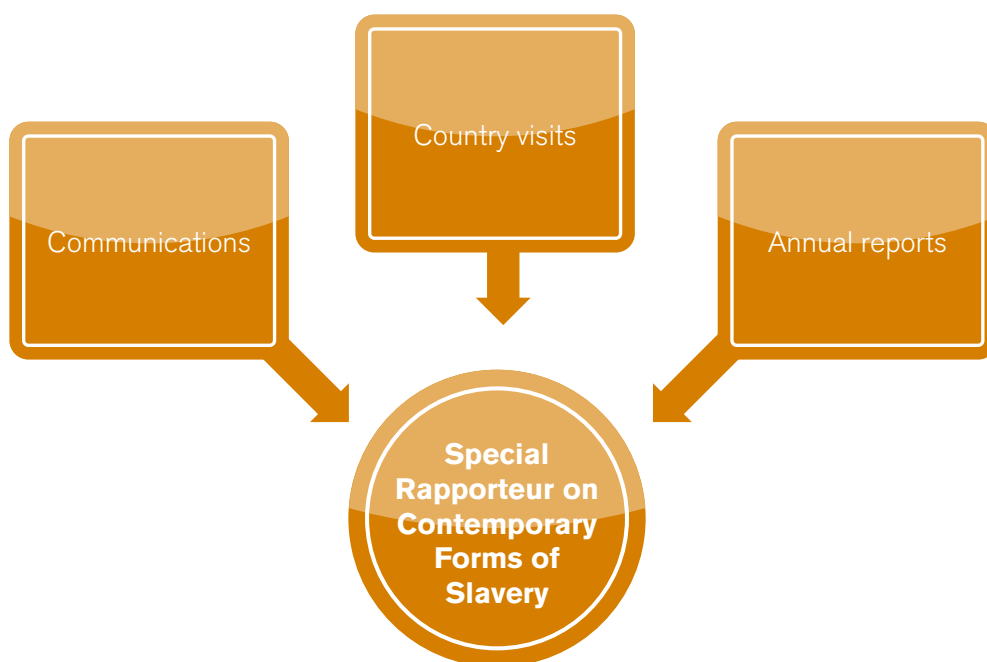 Country visits
Communications
Annual reports
Special
Rapporteur on
Contemporary
Forms of
Slavery